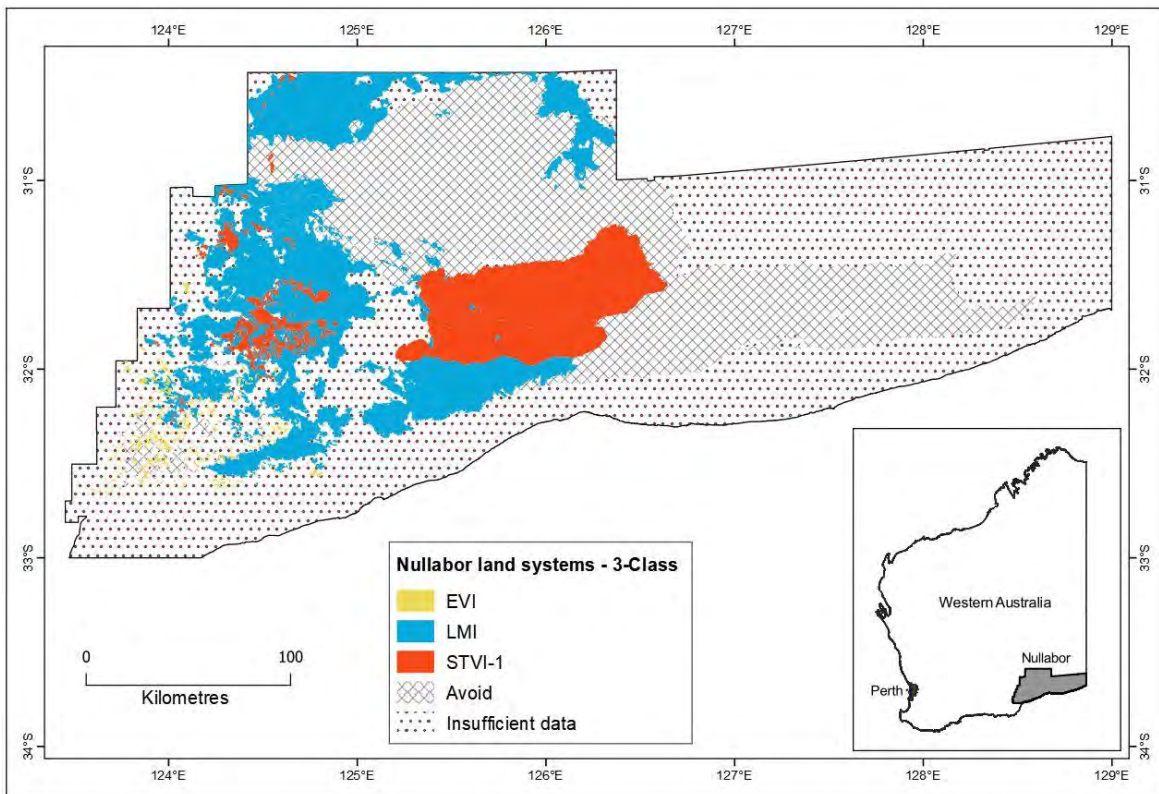 124°E 125°E 126°E 127°E 128°E 129°E
31°S 31°S
32°S 32°S
33°S 33°S
34°S 34°S
Nullabor land systems - 3-Class
EVI
LMI
STVI-1
Avoid
Insufficient data
0 100
Kilometres
Western Australia
Nullabor
Perth
124°E 125°E 126°E 127°E 128°E 129°E